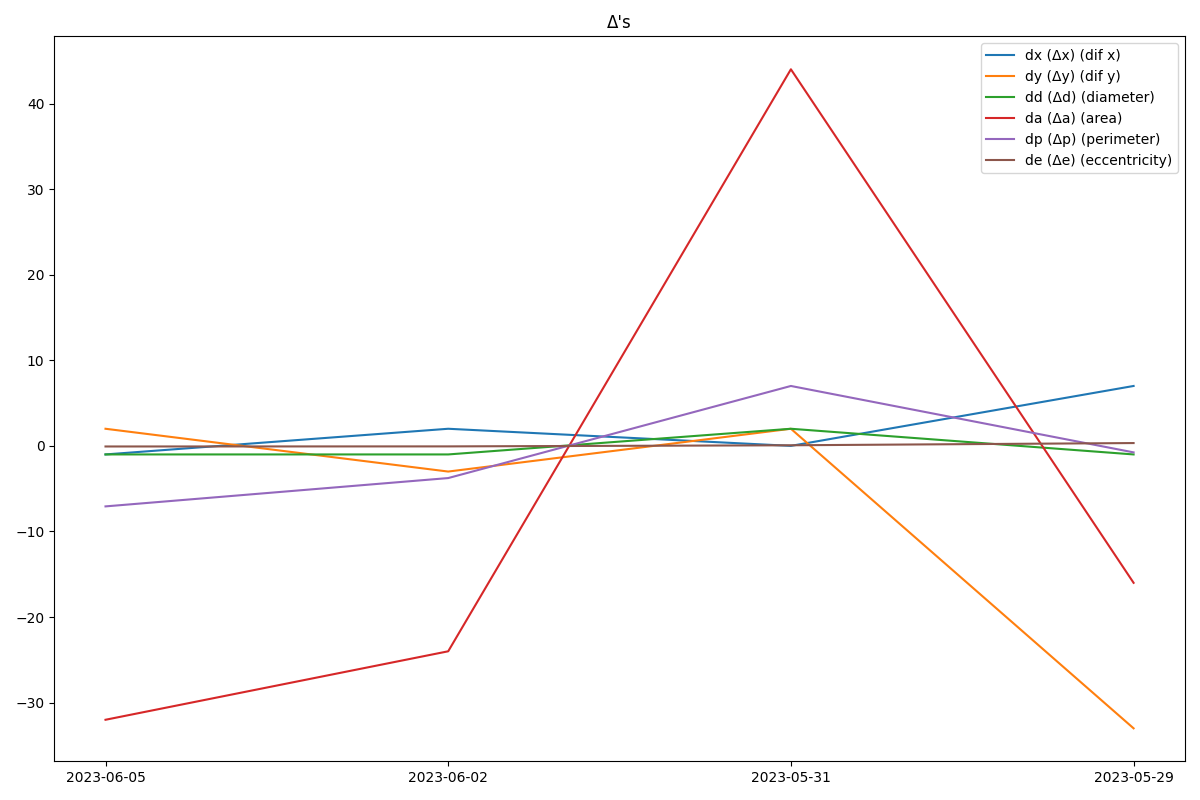 Δ's
dx (Δx) (dif x)
dy (Δy) (dif y)
dd (Δd) (diameter)
da (Δa) (area)
dp (Δp) (perimeter)
de (Δe) (eccentricity)
40
30
20
10
0
−10
−20
−30
2023-06-05 2023-06-02 2023-05-31 2023-05-29